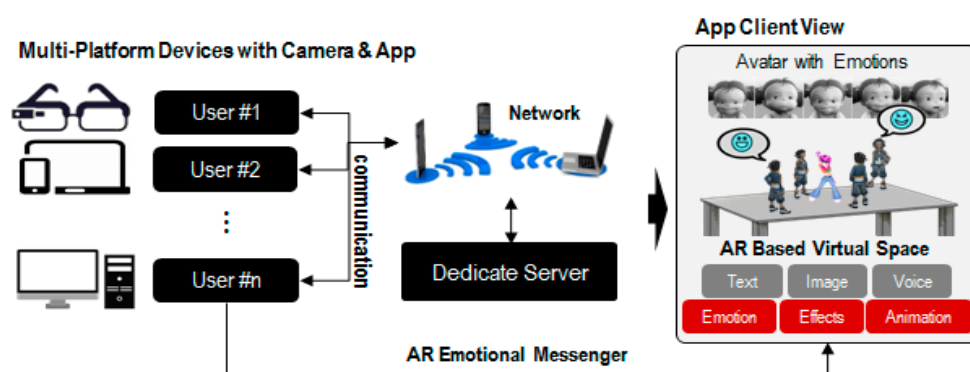 App Client View
Multi-Platform Devices with Camera & App
Avatar with Emotions
User #1
Network
User #2
communication
⋮
User #n
Dedicate Server
AR Based Virtual Space
Text
Image
Voice
Emotion
Effects
Animation
AR Emotional Messenger